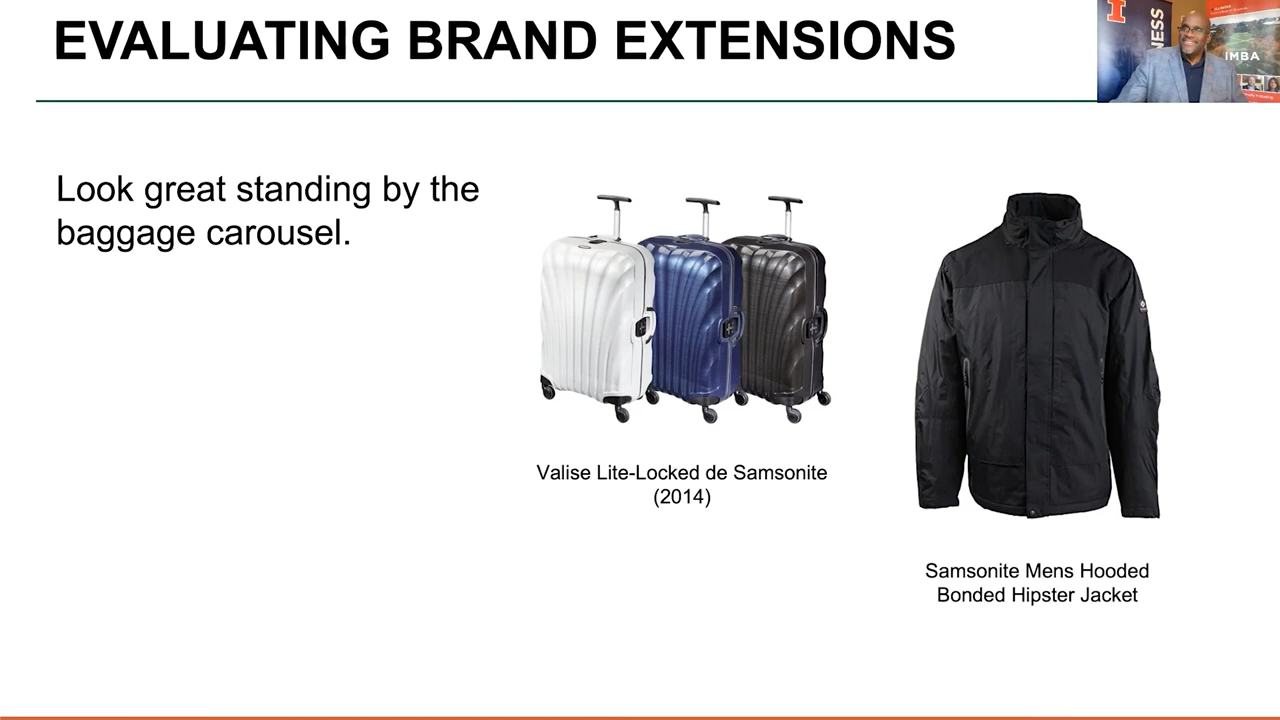 EVALUATING BRAND EXTENSIONS
I
NESS
IMBA
Look great standing by the
baggage carousel.
Valise Lite-Locked de Samsonite
(2014)
Samsonite Mens Hooded
Bonded Hipster Jacket